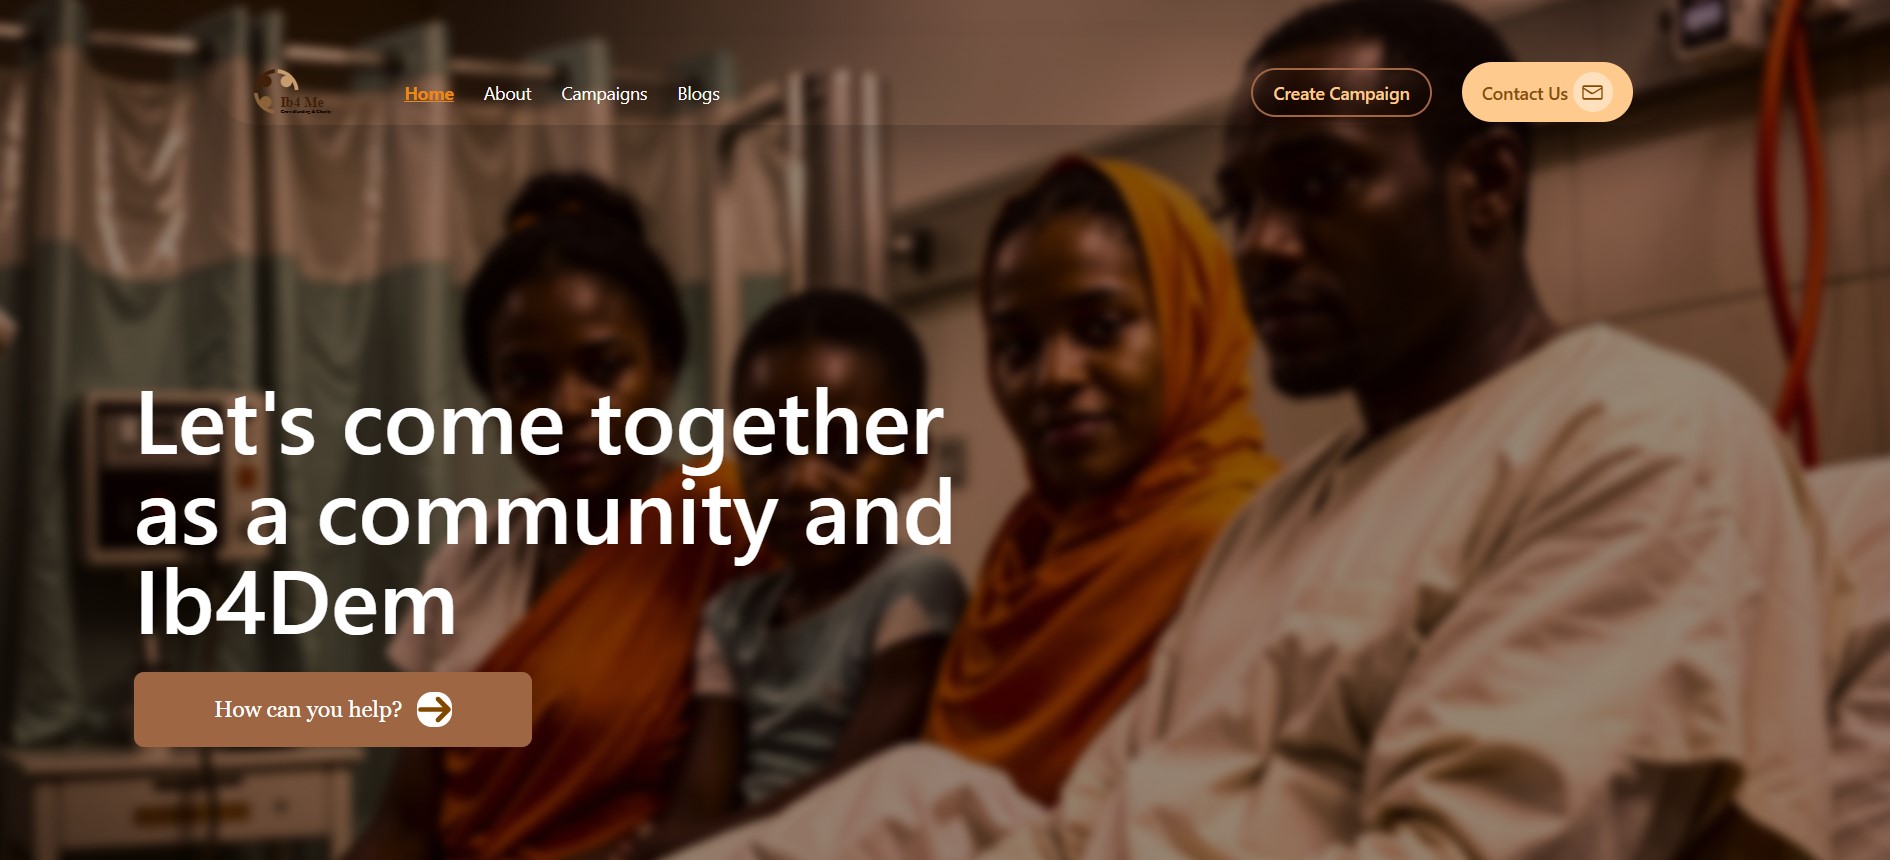 Ib4 Me
Home
About
Campaigns
Blogs
Create Campaign
Contact Us
Let's come together
as a community and
Ib4Dem
How can you help?